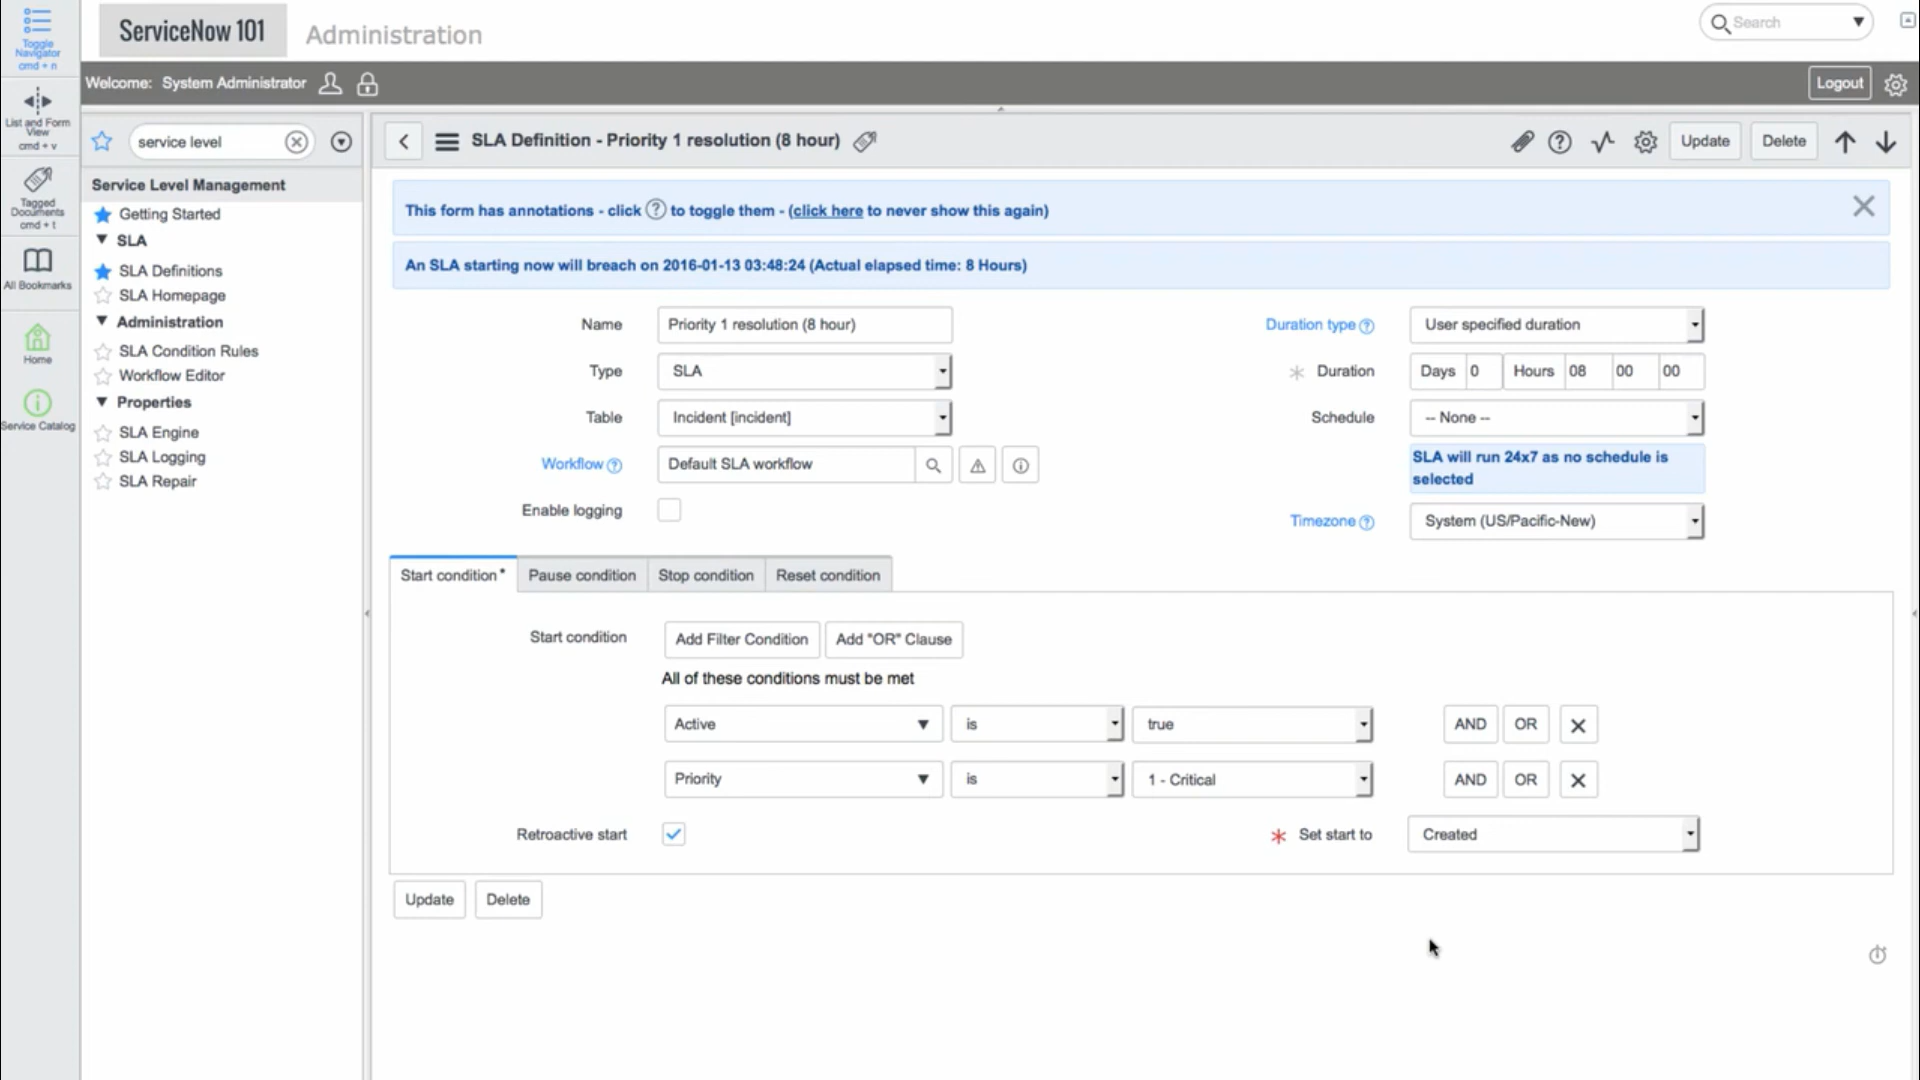 Toggle Navigator
cmd + n
List and Form View
cmd + v
Tagged Documents
cmd + t
All Bookmarks
Home
Service Catalog
ServiceNow 101
Administration
Search
Welcome: System Administrator
Logout
service level
Service Level Management
Getting Started
SLA
SLA Definitions
SLA Homepage
Administration
SLA Condition Rules
Workflow Editor
Properties
SLA Engine
SLA Logging
SLA Repair
SLA Definition - Priority 1 resolution (8 hour)
Update
Delete
This form has annotations - click ? to toggle them - (click here to never show this again)
An SLA starting now will breach on 2016-01-13 03:48:24 (Actual elapsed time: 8 Hours)
Name
Priority 1 resolution (8 hour)
Type
SLA
Table
Incident [incident]
Workflow
Default SLA workflow
Enable logging
Duration type
User specified duration
Duration
Days 0 Hours 08 00 00
Schedule
-- None --
SLA will run 24x7 as no schedule is
selected
Timezone
System (US/Pacific-New)
Start condition*
Pause condition
Stop condition
Reset condition
Start condition
Add Filter Condition
Add "OR" Clause
All of these conditions must be met
Active is true AND OR
Priority is 1 - Critical AND OR
Retroactive start
* Set start to Created
Update
Delete